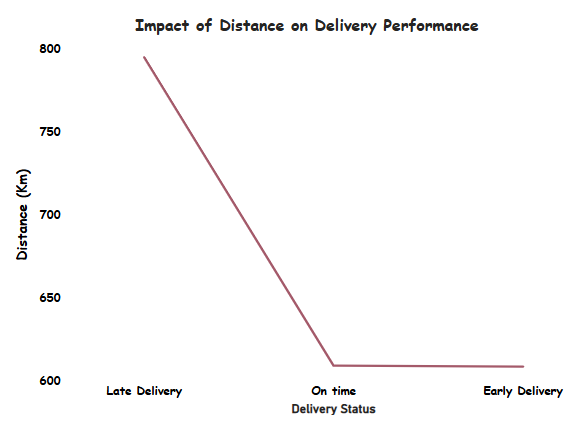 Impact of Distance on Delivery Performance
800
750
700
650
600
Distance (Km)
Late Delivery
On time
Early Delivery
Delivery Status